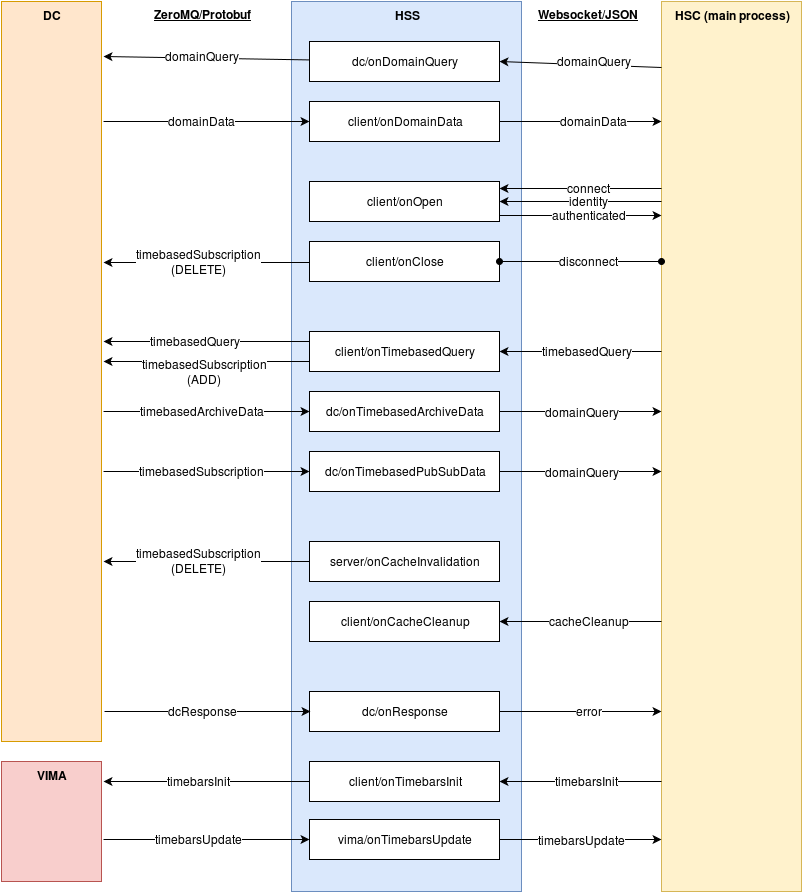 DC
ZeroMQ/Protobuf
HSS
Websocket/JSON
HSC (main process)
domainQuery
dc/onDomainQuery
domainQuery
domainData
client/onDomainData
domainData
client/onOpen
connect
identity
authenticated
timebasedSubscription
(DELETE)
client/onClose
disconnect
timebasedQuery
timebasedSubscription
(ADD)
client/onTimebasedQuery
timebasedQuery
timebasedArchiveData
dc/onTimebasedArchiveData
domainQuery
timebasedSubscription
dc/onTimebasedPubSubData
domainQuery
timebasedSubscription
(DELETE)
server/onCacheInvalidation
client/onCacheCleanup
cacheCleanup
dcResponse
dc/onResponse
error
VIMA
timebarsInit
client/onTimebarsInit
timebarsInit
timebarsUpdate
vima/onTimebarsUpdate
timebarsUpdate